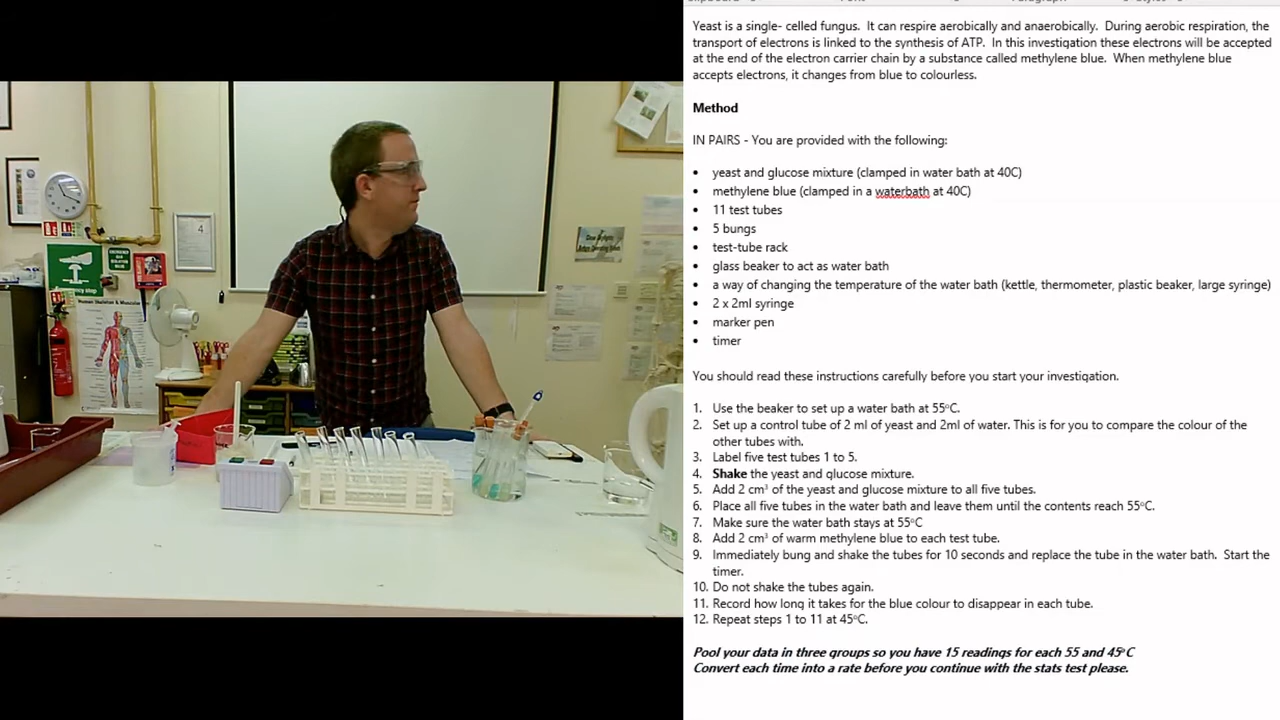 Yeast is a single- celled fungus. It can respire aerobically and anaerobically. During aerobic respiration, the
transport of electrons is linked to the synthesis of ATP. In this investigation these electrons will be accepted
at the end of the electron carrier chain by a substance called methylene blue. When methylene blue
accepts electrons, it changes from blue to colourless.
Method
IN PAIRS - You are provided with the following:
• yeast and glucose mixture (clamped in water bath at 40C)
• methylene blue (clamped in a waterbath at 40C)
• 11 test tubes
• 5 bungs
• test-tube rack
• glass beaker to act as water bath
• a way of changing the temperature of the water bath (kettle, thermometer, plastic beaker, large syringe)
• 2 x 2ml syringe
• marker pen
• timer
You should read these instructions carefully before you start your investigation.
1. Use the beaker to set up a water bath at 55°C.
2. Set up a control tube of 2 ml of yeast and 2ml of water. This is for you to compare the colour of the
other tubes with.
3. Label five test tubes 1 to 5.
4. Shake the yeast and glucose mixture.
5. Add 2 cm³ of the yeast and glucose mixture to all five tubes.
6. Place all five tubes in the water bath and leave them until the contents reach 55°C.
7. Make sure the water bath stays at 55°C
8. Add 2 cm³ of warm methylene blue to each test tube.
9. Immediately bung and shake the tubes for 10 seconds and replace the tube in the water bath. Start the
timer.
10. Do not shake the tubes again.
11. Record how long it takes for the blue colour to disappear in each tube.
12. Repeat steps 1 to 11 at 45°C.
Pool your data in three groups so you have 15 readings for each 55 and 45°C
Convert each time into a rate before you continue with the stats test please.
4
Human Skeleton & Muscular